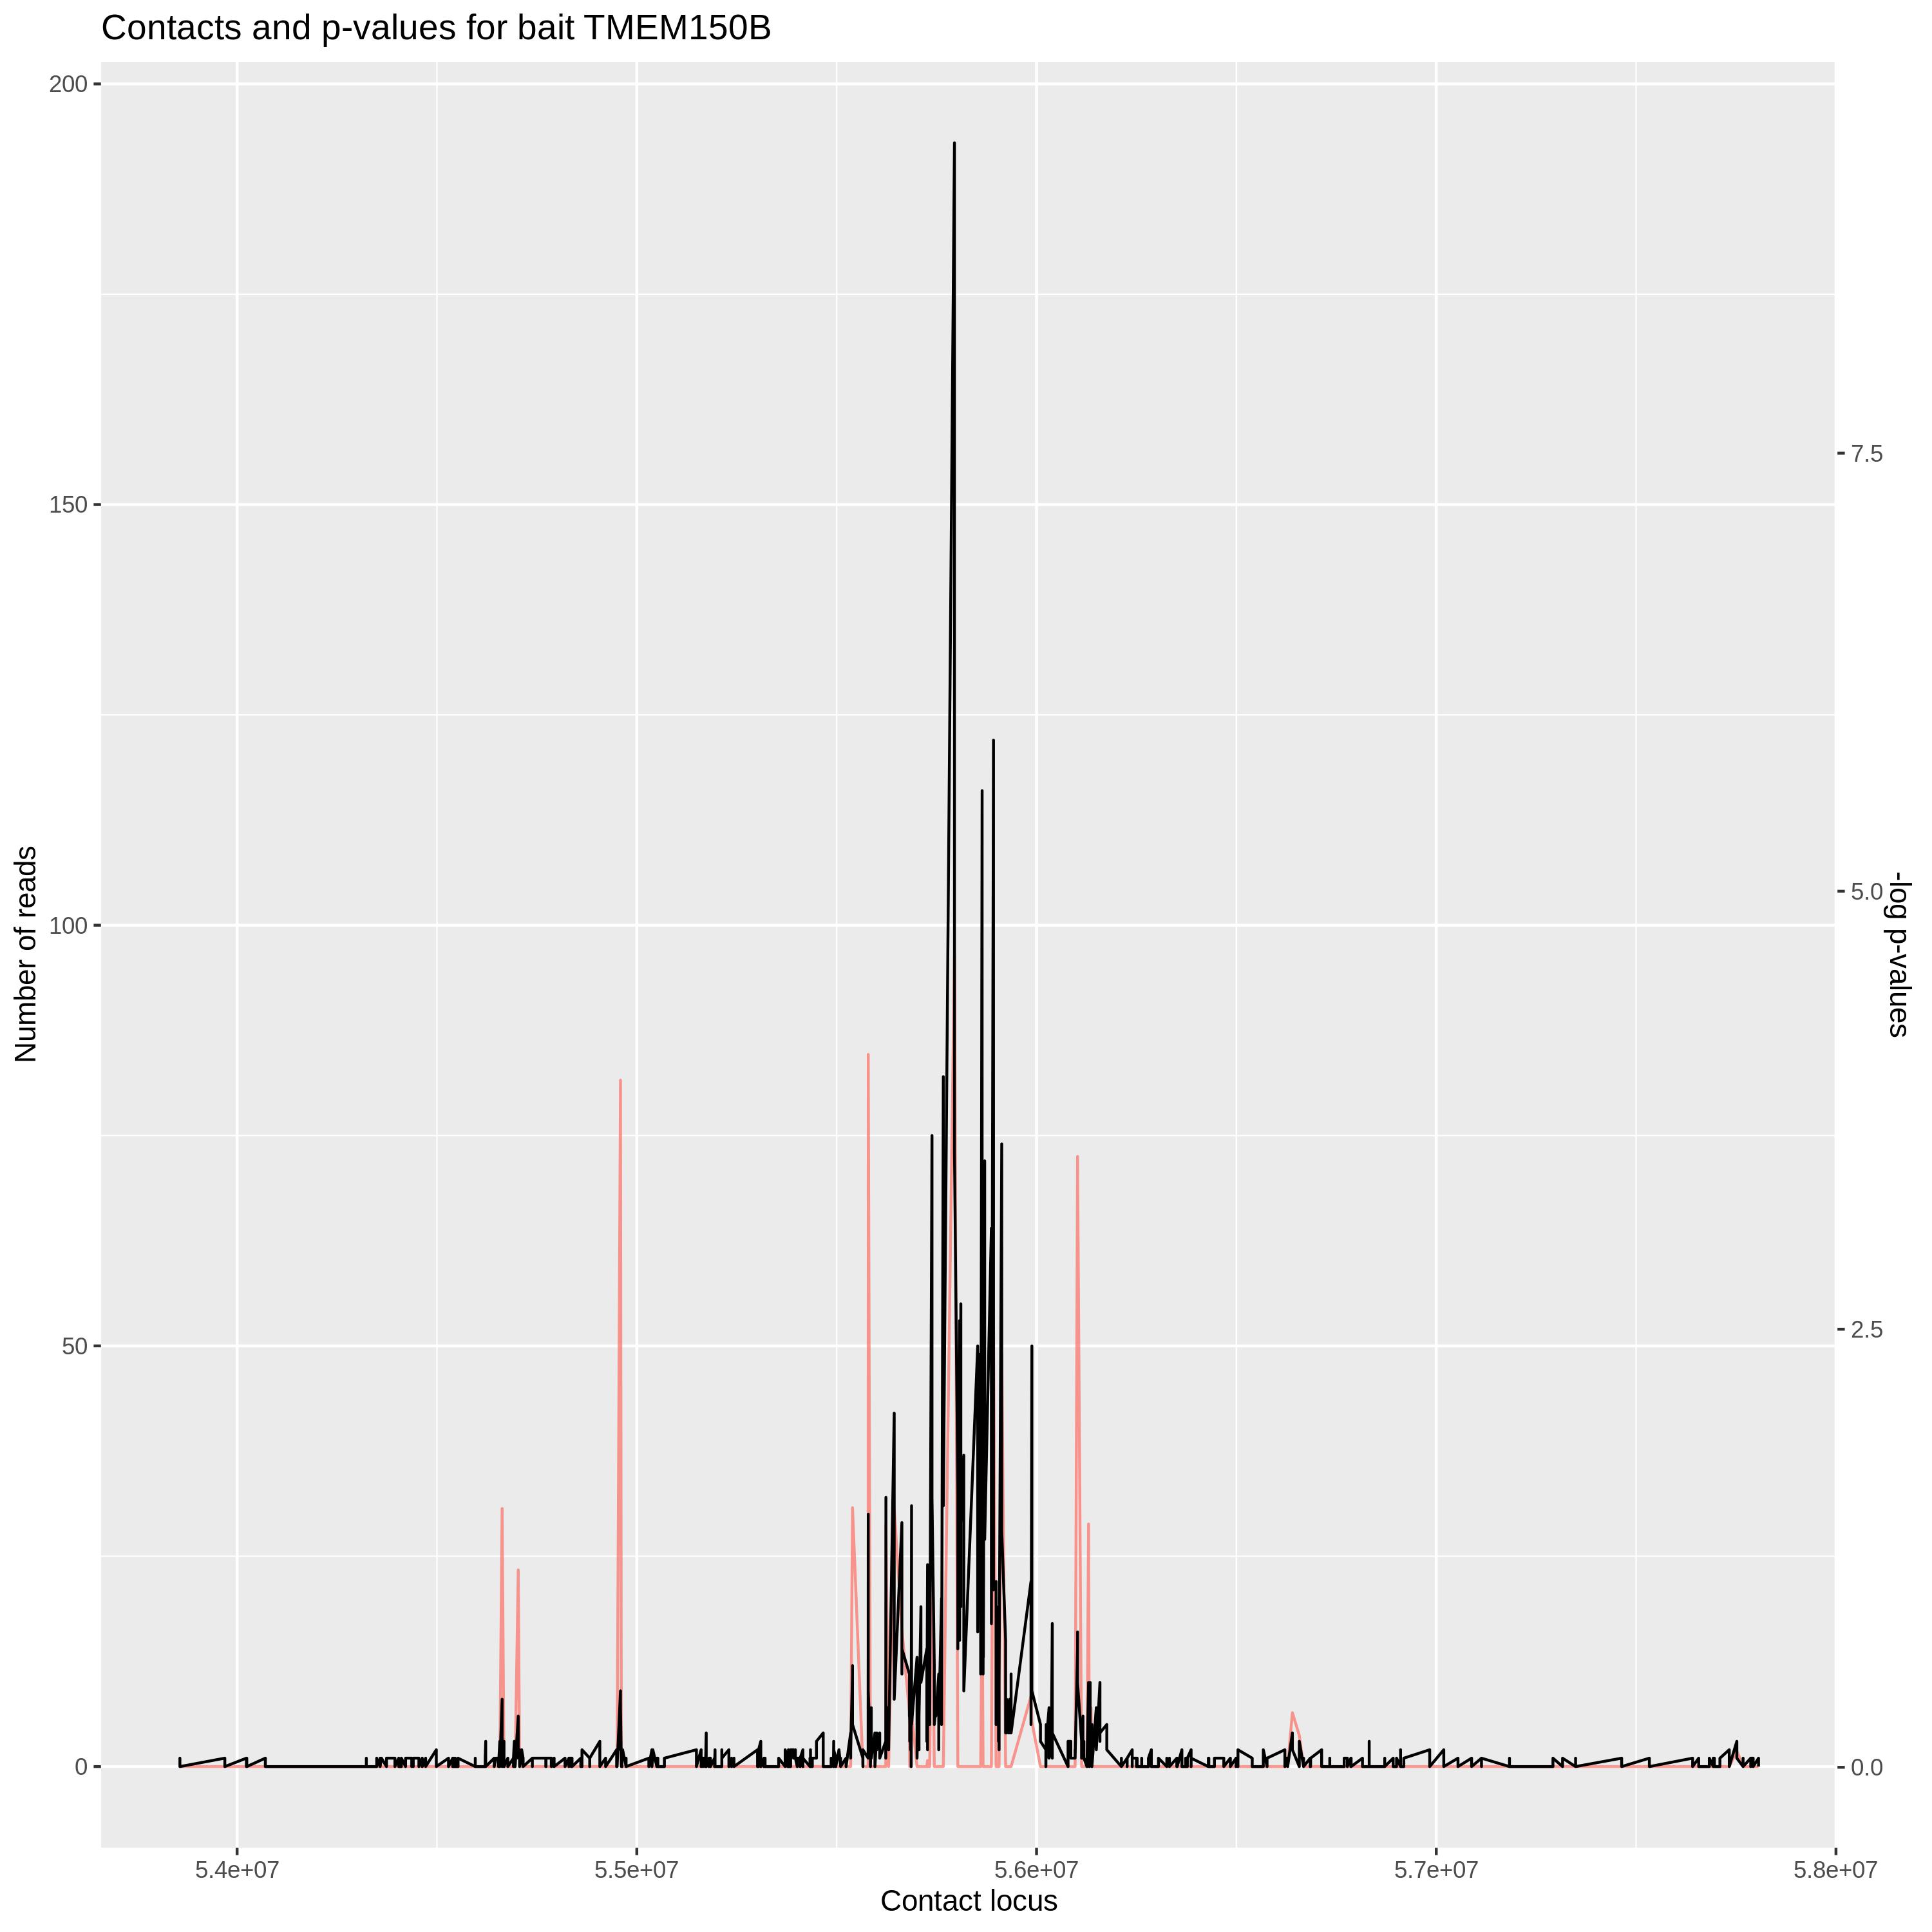 Contacts and p-values for bait TMEM150B
200
150
100
50
0
Number of reads
7.5
5.0
2.5
0.0
-log p-values
5.4e+07
5.5e+07
5.6e+07
5.7e+07
5.8e+07
Contact locus